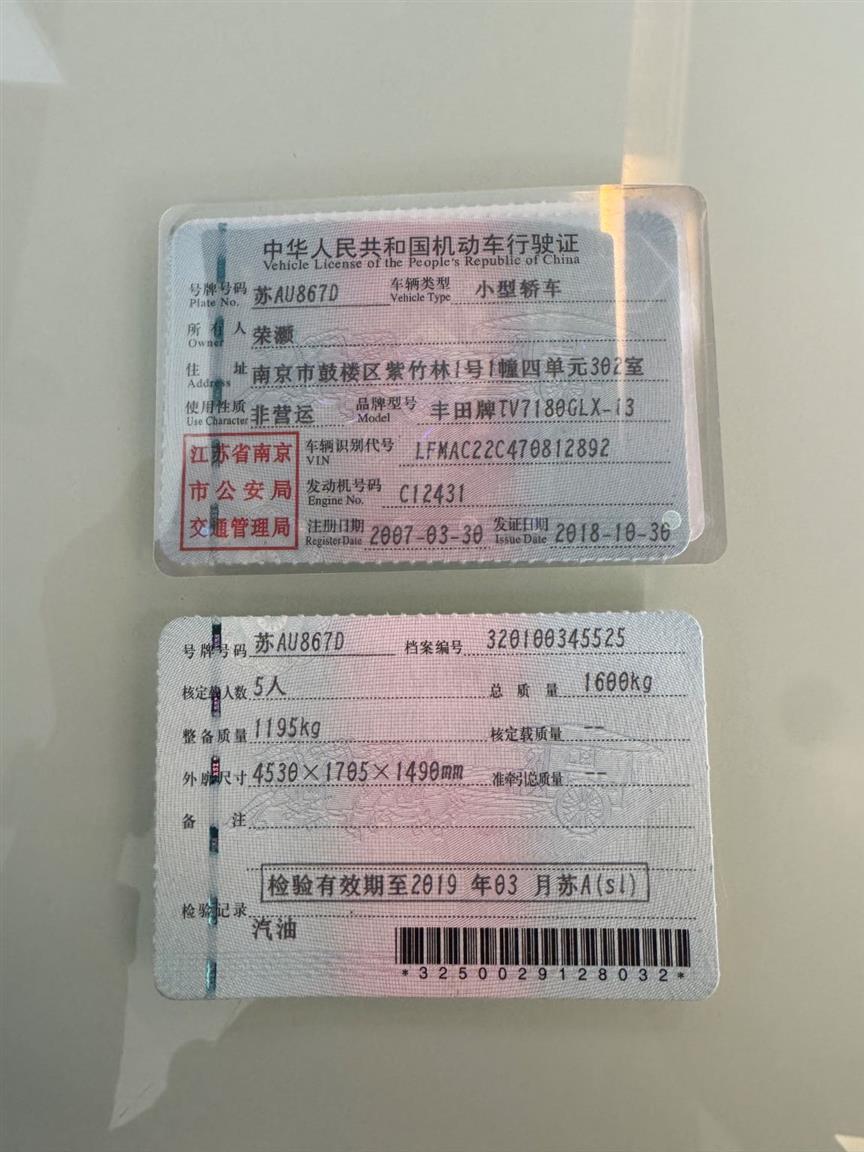 中华人民共和国机动车行驶证
Vehicle License of the People's Republic of China
号牌号码 苏AU867D 车辆类型 小型轿车
Plate No. Vehicle Type
所有人 荣灏
Owner
住址 南京市鼓楼区紫竹林1号1幢四单元302室
Address
使用性质 非营运 品牌型号 丰田牌TV7180GLX-i3
Use Character Model
江苏省南京
市公安局
交通管理局
车辆识别代号 LFMAC22C470812892
VIN
发动机号码 C12431
Engine No.
注册日期 2007-03-30 发证日期 2018-10-30
Register Date Issue Date
号牌号码 苏AU867D 档案编号 320100345525
核定载人数 5人 总质量 1600kg
整备质量 1195kg 核定载质量 --
外廓尺寸 4530×1705×1490mm 准牵引总质量 --
备注
检验有效期至2019 年03 月苏A(sl)
检验记录
汽油
*3250029128032*